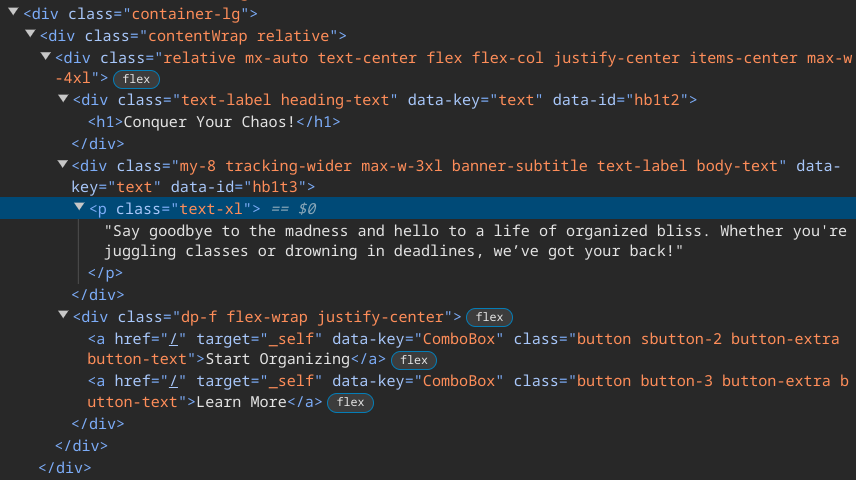 <div class="container-lg">
<div class="contentWrap relative">
<div class="relative mx-auto text-center flex flex-col justify-center items-center max-w
-4xl"> flex
<div class="text-label heading-text" data-key="text" data-id="hb1t2">
<h1>Conquer Your Chaos!</h1>
</div>
<div class="my-8 tracking-wider max-w-3xl banner-subtitle text-label body-text" data-
key="text" data-id="hb1t3">
<p class="text-xl"> == $0
"Say goodbye to the madness and hello to a life of organized bliss. Whether you're
juggling classes or drowning in deadlines, we’ve got your back!"
</p>
</div>
<div class="dp-f flex-wrap justify-center"> flex
<a href="/" target="_self" data-key="ComboBox" class="button sbutton-2 button-extra
button-text">Start Organizing</a> flex
<a href="/" target="_self" data-key="ComboBox" class="button button-3 button-extra b
utton-text">Learn More</a> flex
</div>
</div>
</div>